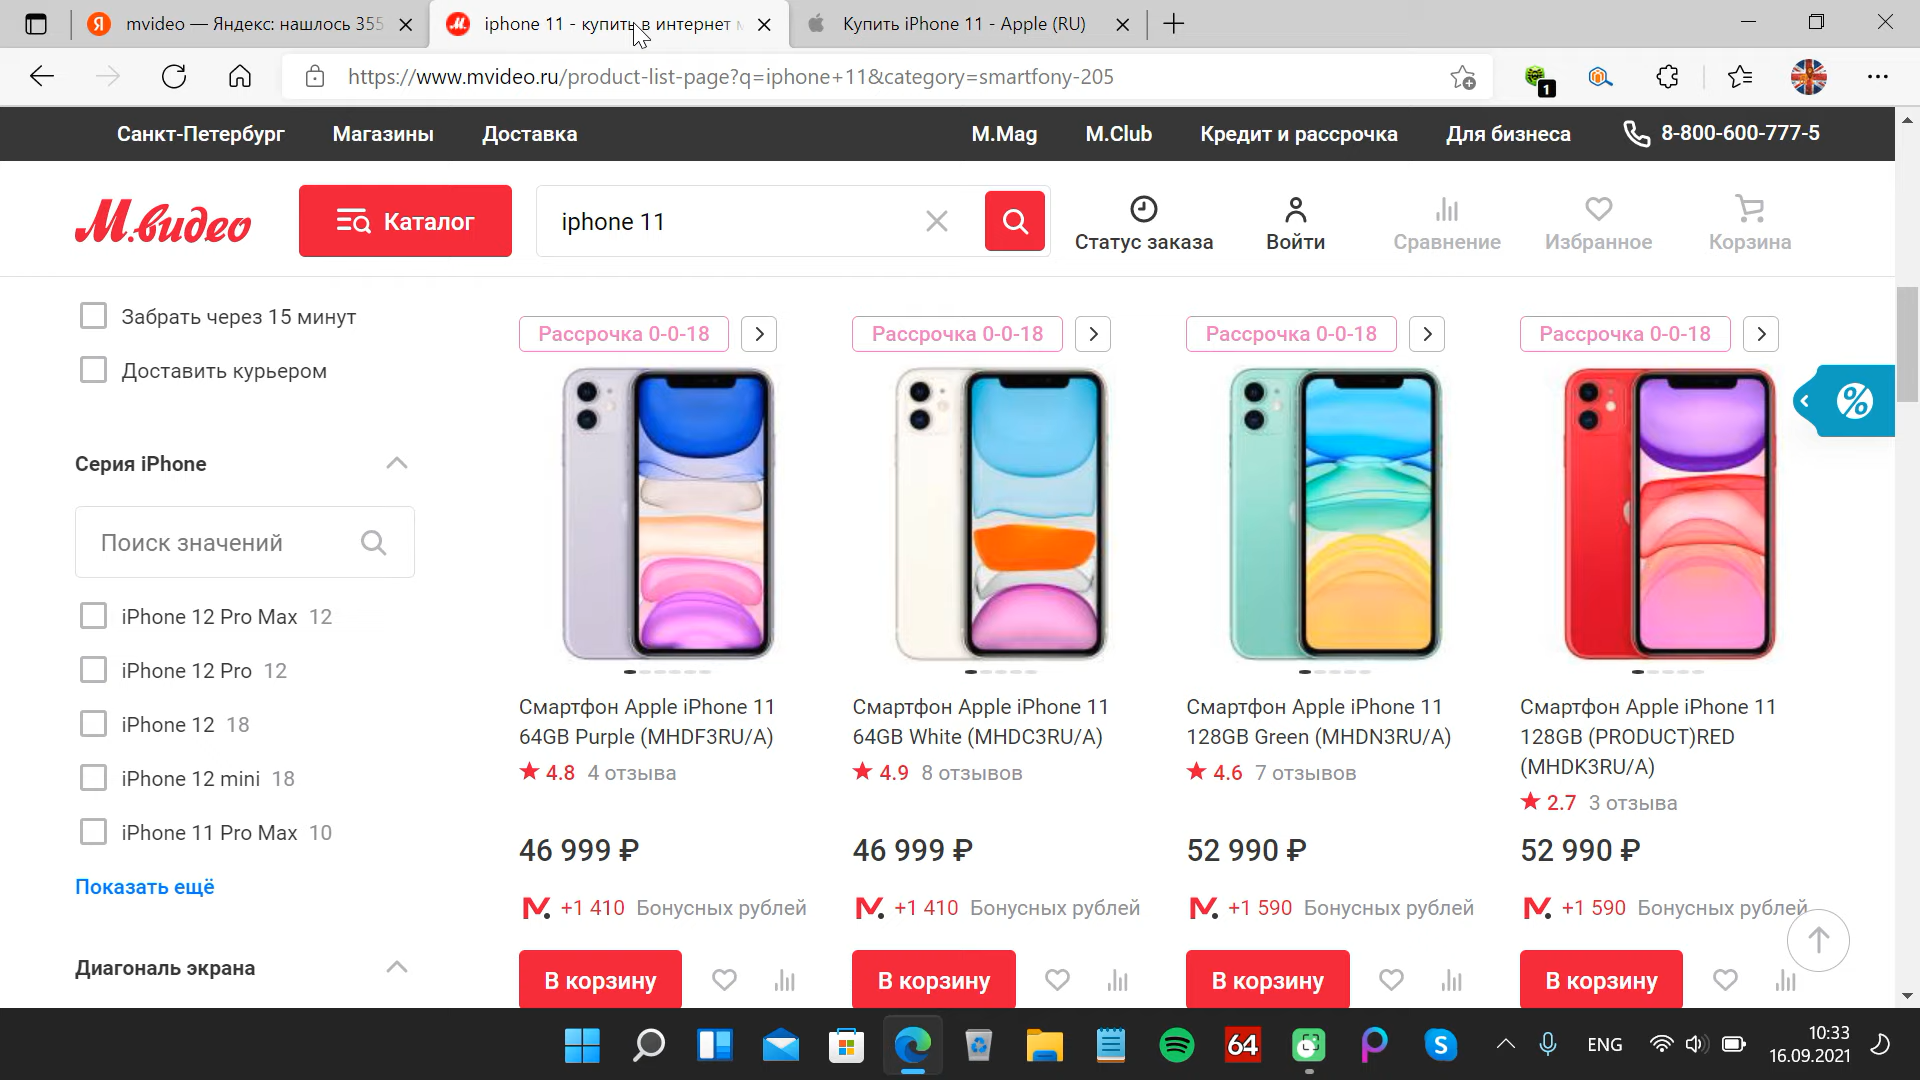 mvideo — Яндекс: нашлось 355
iphone 11 - купить в интернет м
Купить iPhone 11 - Apple (RU)
https://www.mvideo.ru/product-list-page?q=iphone+11&category=smartfony-205
1
Санкт-Петербург
Магазины
Доставка
M.Mag
M.Club
Кредит и рассрочка
Для бизнеса
8-800-600-777-5
М.видео
Каталог
iphone 11
Статус заказа
Войти
Сравнение
Избранное
Корзина
Забрать через 15 минут
Доставить курьером
Серия iPhone
Поиск значений
iPhone 12 Pro Max 12
iPhone 12 Pro 12
iPhone 12 18
iPhone 12 mini 18
iPhone 11 Pro Max 10
Показать ещё
Диагональ экрана
Рассрочка 0-0-18
Смартфон Apple iPhone 11
64GB Purple (MHDF3RU/A)
4.8 4 отзыва
46 999 ₽
+1 410 Бонусных рублей
В корзину
Рассрочка 0-0-18
Смартфон Apple iPhone 11
64GB White (MHDC3RU/A)
4.9 8 отзывов
46 999 ₽
+1 410 Бонусных рублей
В корзину
Рассрочка 0-0-18
Смартфон Apple iPhone 11
128GB Green (MHDN3RU/A)
4.6 7 отзывов
52 990 ₽
+1 590 Бонусных рублей
В корзину
Рассрочка 0-0-18
Смартфон Apple iPhone 11
128GB (PRODUCT)RED
(MHDK3RU/A)
2.7 3 отзыва
52 990 ₽
+1 590 Бонусных рублей
В корзину
%
64
ENG
10:33
16.09.2021